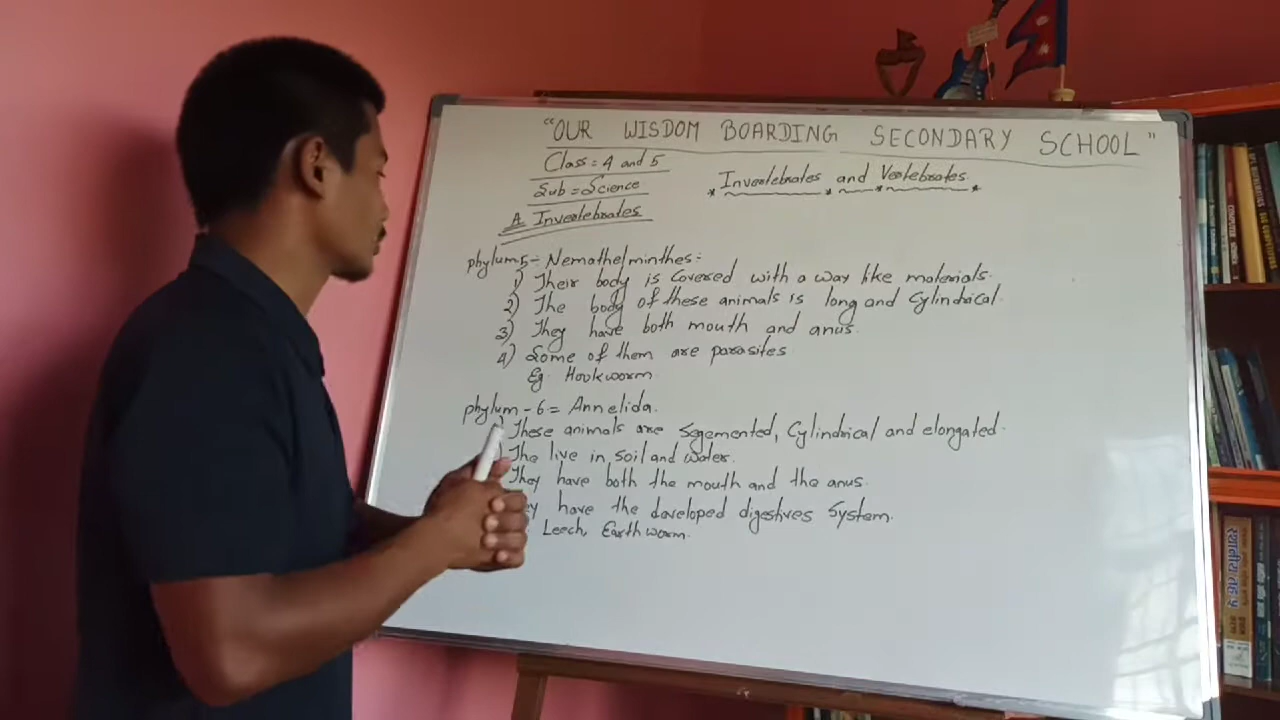 "OUR WISDOM BOARDING SECONDARY SCHOOL"
Class = 4 and 5
Sub = Science
* Invertebrates and Vertebrates *
A. Invertebrates
phylum 5 :- Nemathelminthes :-
1) Their body is covered with a wax like materials.
2) The body of these animals is long and Cylindrical
3) They have both mouth and anus.
4) Some of them are parasites
Eg. Hookworm
phylum - 6 = Annelida.
These animals are Segemented, Cylindrical and elongated.
The live in Soil and water.
They have both the mouth and the anus.
have the developed digestives System.
Leech, Earthworm.